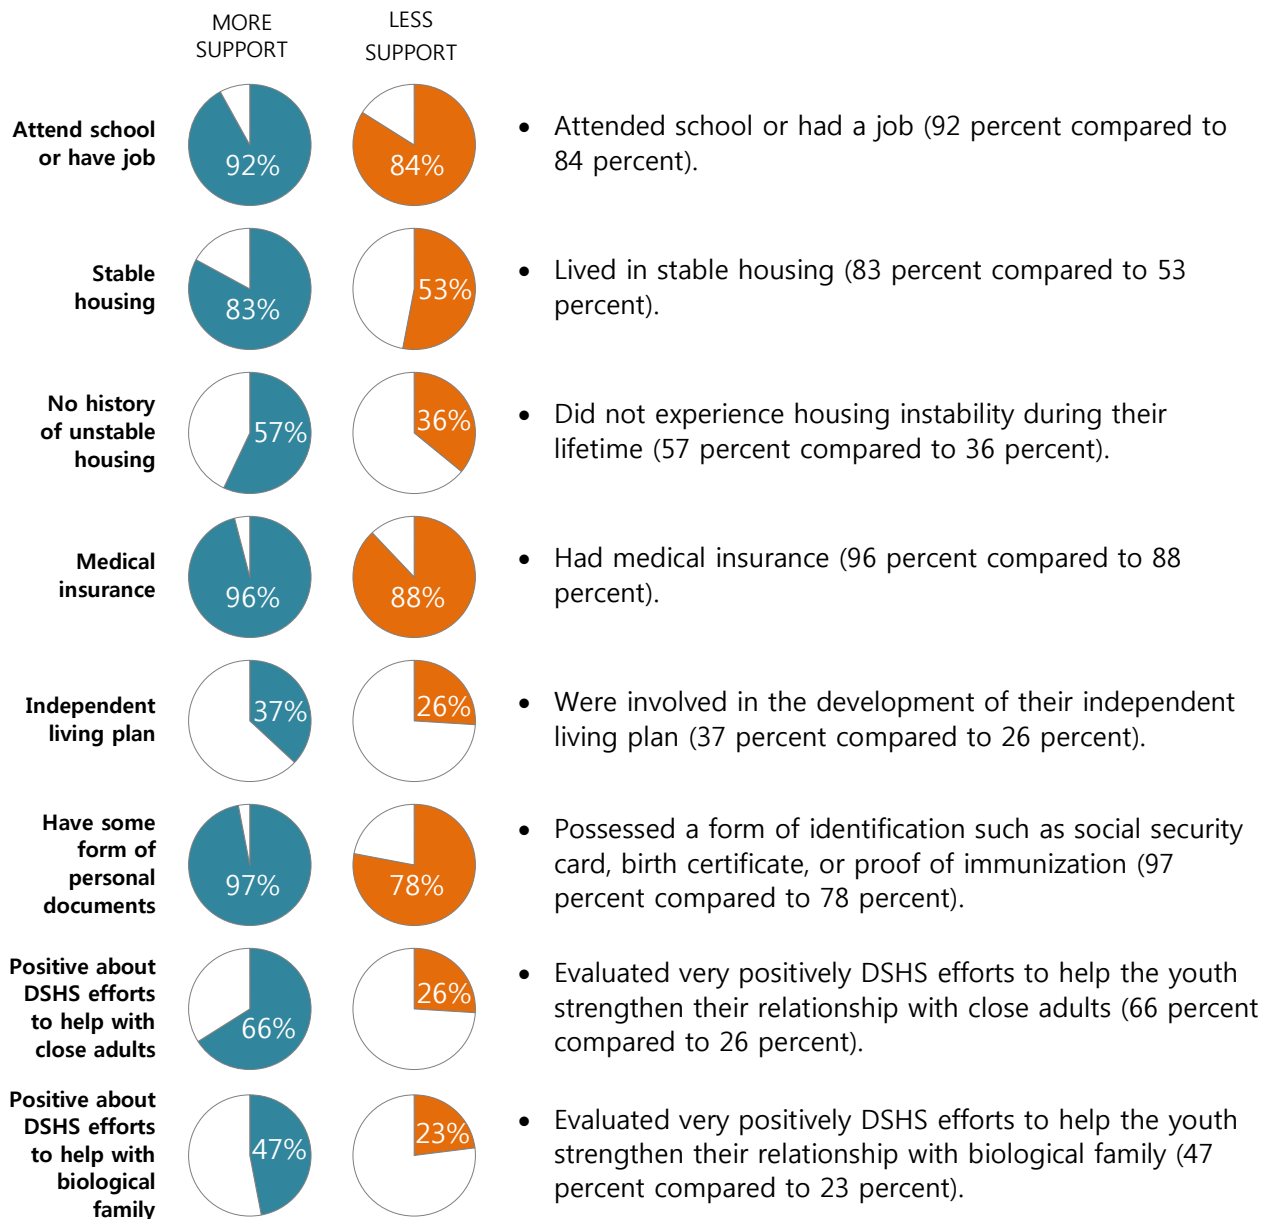 MORE
SUPPORT
LESS
SUPPORT
Attend school
or have job
92%
84%
• Attended school or had a job (92 percent compared to
84 percent).
Stable
housing
83%
53%
• Lived in stable housing (83 percent compared to 53
percent).
No history
of unstable
housing
57%
36%
• Did not experience housing instability during their
lifetime (57 percent compared to 36 percent).
Medical
insurance
96%
88%
• Had medical insurance (96 percent compared to 88
percent).
Independent
living plan
37%
26%
• Were involved in the development of their independent
living plan (37 percent compared to 26 percent).
Have some
form of
personal
documents
97%
78%
• Possessed a form of identification such as social security
card, birth certificate, or proof of immunization (97
percent compared to 78 percent).
Positive about
DSHS efforts
to help with
close adults
66%
26%
• Evaluated very positively DSHS efforts to help the youth
strengthen their relationship with close adults (66 percent
compared to 26 percent).
Positive about
DSHS efforts
to help with
biological
family
47%
23%
• Evaluated very positively DSHS efforts to help the youth
strengthen their relationship with biological family (47
percent compared to 23 percent).